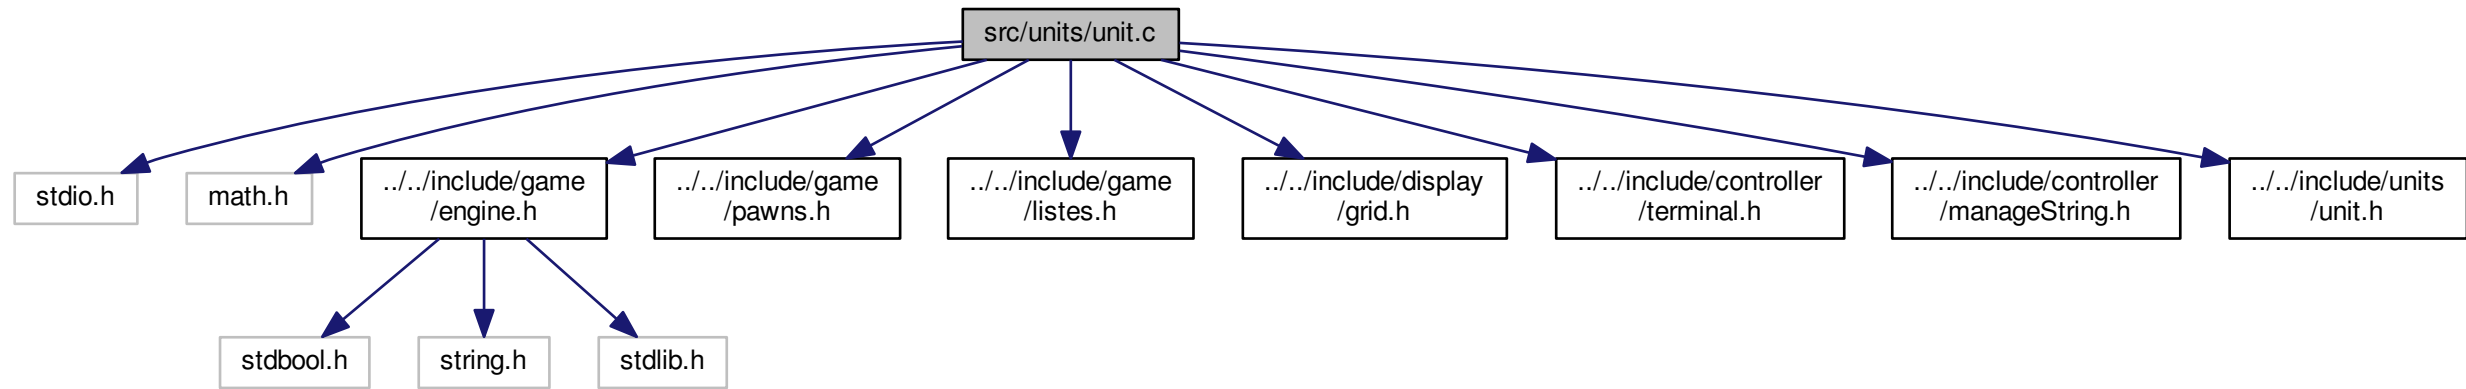 src/units/unit.c
stdio.h
math.h
../../include/game
/engine.h
../../include/game
/pawns.h
../../include/game
/listes.h
../../include/display
/grid.h
../../include/controller
/terminal.h
../../include/controller
/manageString.h
../../include/units
/unit.h
stdbool.h
string.h
stdlib.h